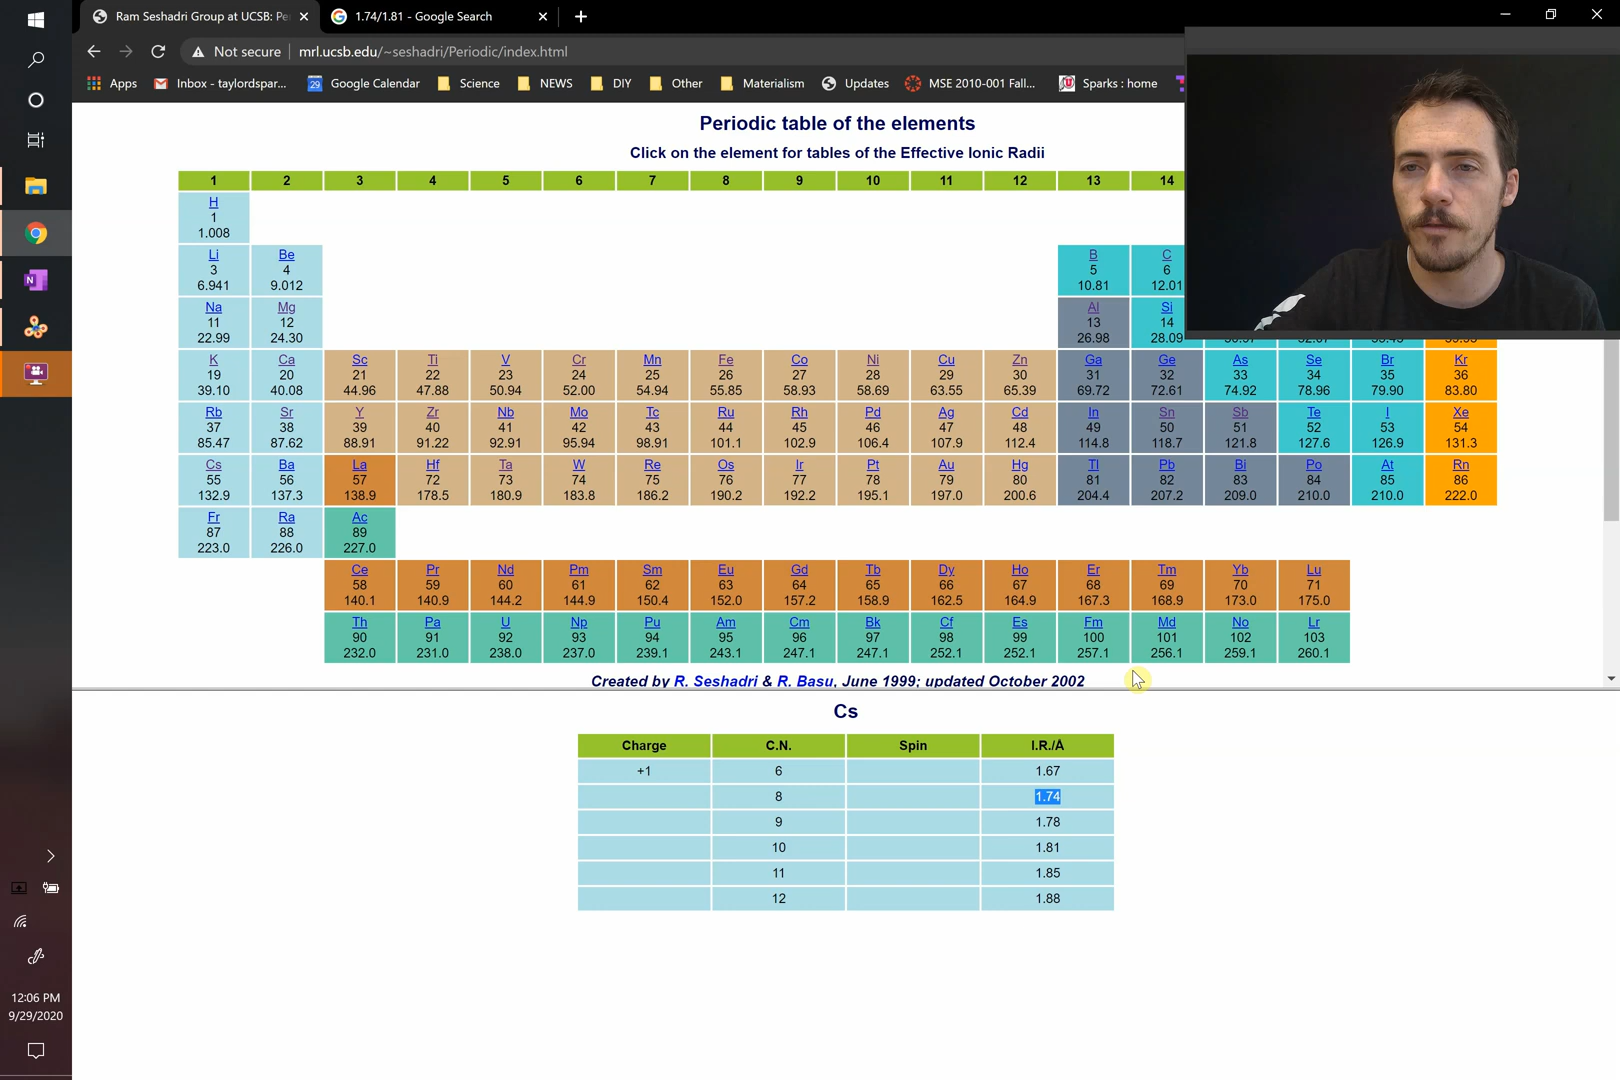 Ram Seshadri Group at UCSB: Pe
1.74/1.81 - Google Search
Not secure
mrl.ucsb.edu/~seshadri/Periodic/index.html
Apps
Inbox - taylordspar...
29
Google Calendar
Science
NEWS
DIY
Other
Materialism
Updates
MSE 2010-001 Fall...
Sparks : home
Periodic table of the elements
Click on the element for tables of the Effective Ionic Radii
1 2 3 4 5 6 7 8 9 10 11 12 13 14
H
1
1.008
Li Be B C
3 4 5 6
6.941 9.012 10.81 12.01
Na Mg Al Si
11 12 13 14
22.99 24.30 26.98 28.09
K Ca Sc Ti V Cr Mn Fe Co Ni Cu Zn Ga Ge As Se Br Kr
19 20 21 22 23 24 25 26 27 28 29 30 31 32 33 34 35 36
39.10 40.08 44.96 47.88 50.94 52.00 54.94 55.85 58.93 58.69 63.55 65.39 69.72 72.61 74.92 78.96 79.90 83.80
Rb Sr Y Zr Nb Mo Tc Ru Rh Pd Ag Cd In Sn Sb Te I Xe
37 38 39 40 41 42 43 44 45 46 47 48 49 50 51 52 53 54
85.47 87.62 88.91 91.22 92.91 95.94 98.91 101.1 102.9 106.4 107.9 112.4 114.8 118.7 121.8 127.6 126.9 131.3
Cs Ba La Hf Ta W Re Os Ir Pt Au Hg Tl Pb Bi Po At Rn
55 56 57 72 73 74 75 76 77 78 79 80 81 82 83 84 85 86
132.9 137.3 138.9 178.5 180.9 183.8 186.2 190.2 192.2 195.1 197.0 200.6 204.4 207.2 209.0 210.0 210.0 222.0
Fr Ra Ac
87 88 89
223.0 226.0 227.0
Ce Pr Nd Pm Sm Eu Gd Tb Dy Ho Er Tm Yb Lu
58 59 60 61 62 63 64 65 66 67 68 69 70 71
140.1 140.9 144.2 144.9 150.4 152.0 157.2 158.9 162.5 164.9 167.3 168.9 173.0 175.0
Th Pa U Np Pu Am Cm Bk Cf Es Fm Md No Lr
90 91 92 93 94 95 96 97 98 99 100 101 102 103
232.0 231.0 238.0 237.0 239.1 243.1 247.1 247.1 252.1 252.1 257.1 256.1 259.1 260.1
Created by R. Seshadri & R. Basu, June 1999; updated October 2002
Cs
Charge C.N. Spin I.R./Å
+1 6 1.67
8 1.74
9 1.78
10 1.81
11 1.85
12 1.88
12:06 PM
9/29/2020